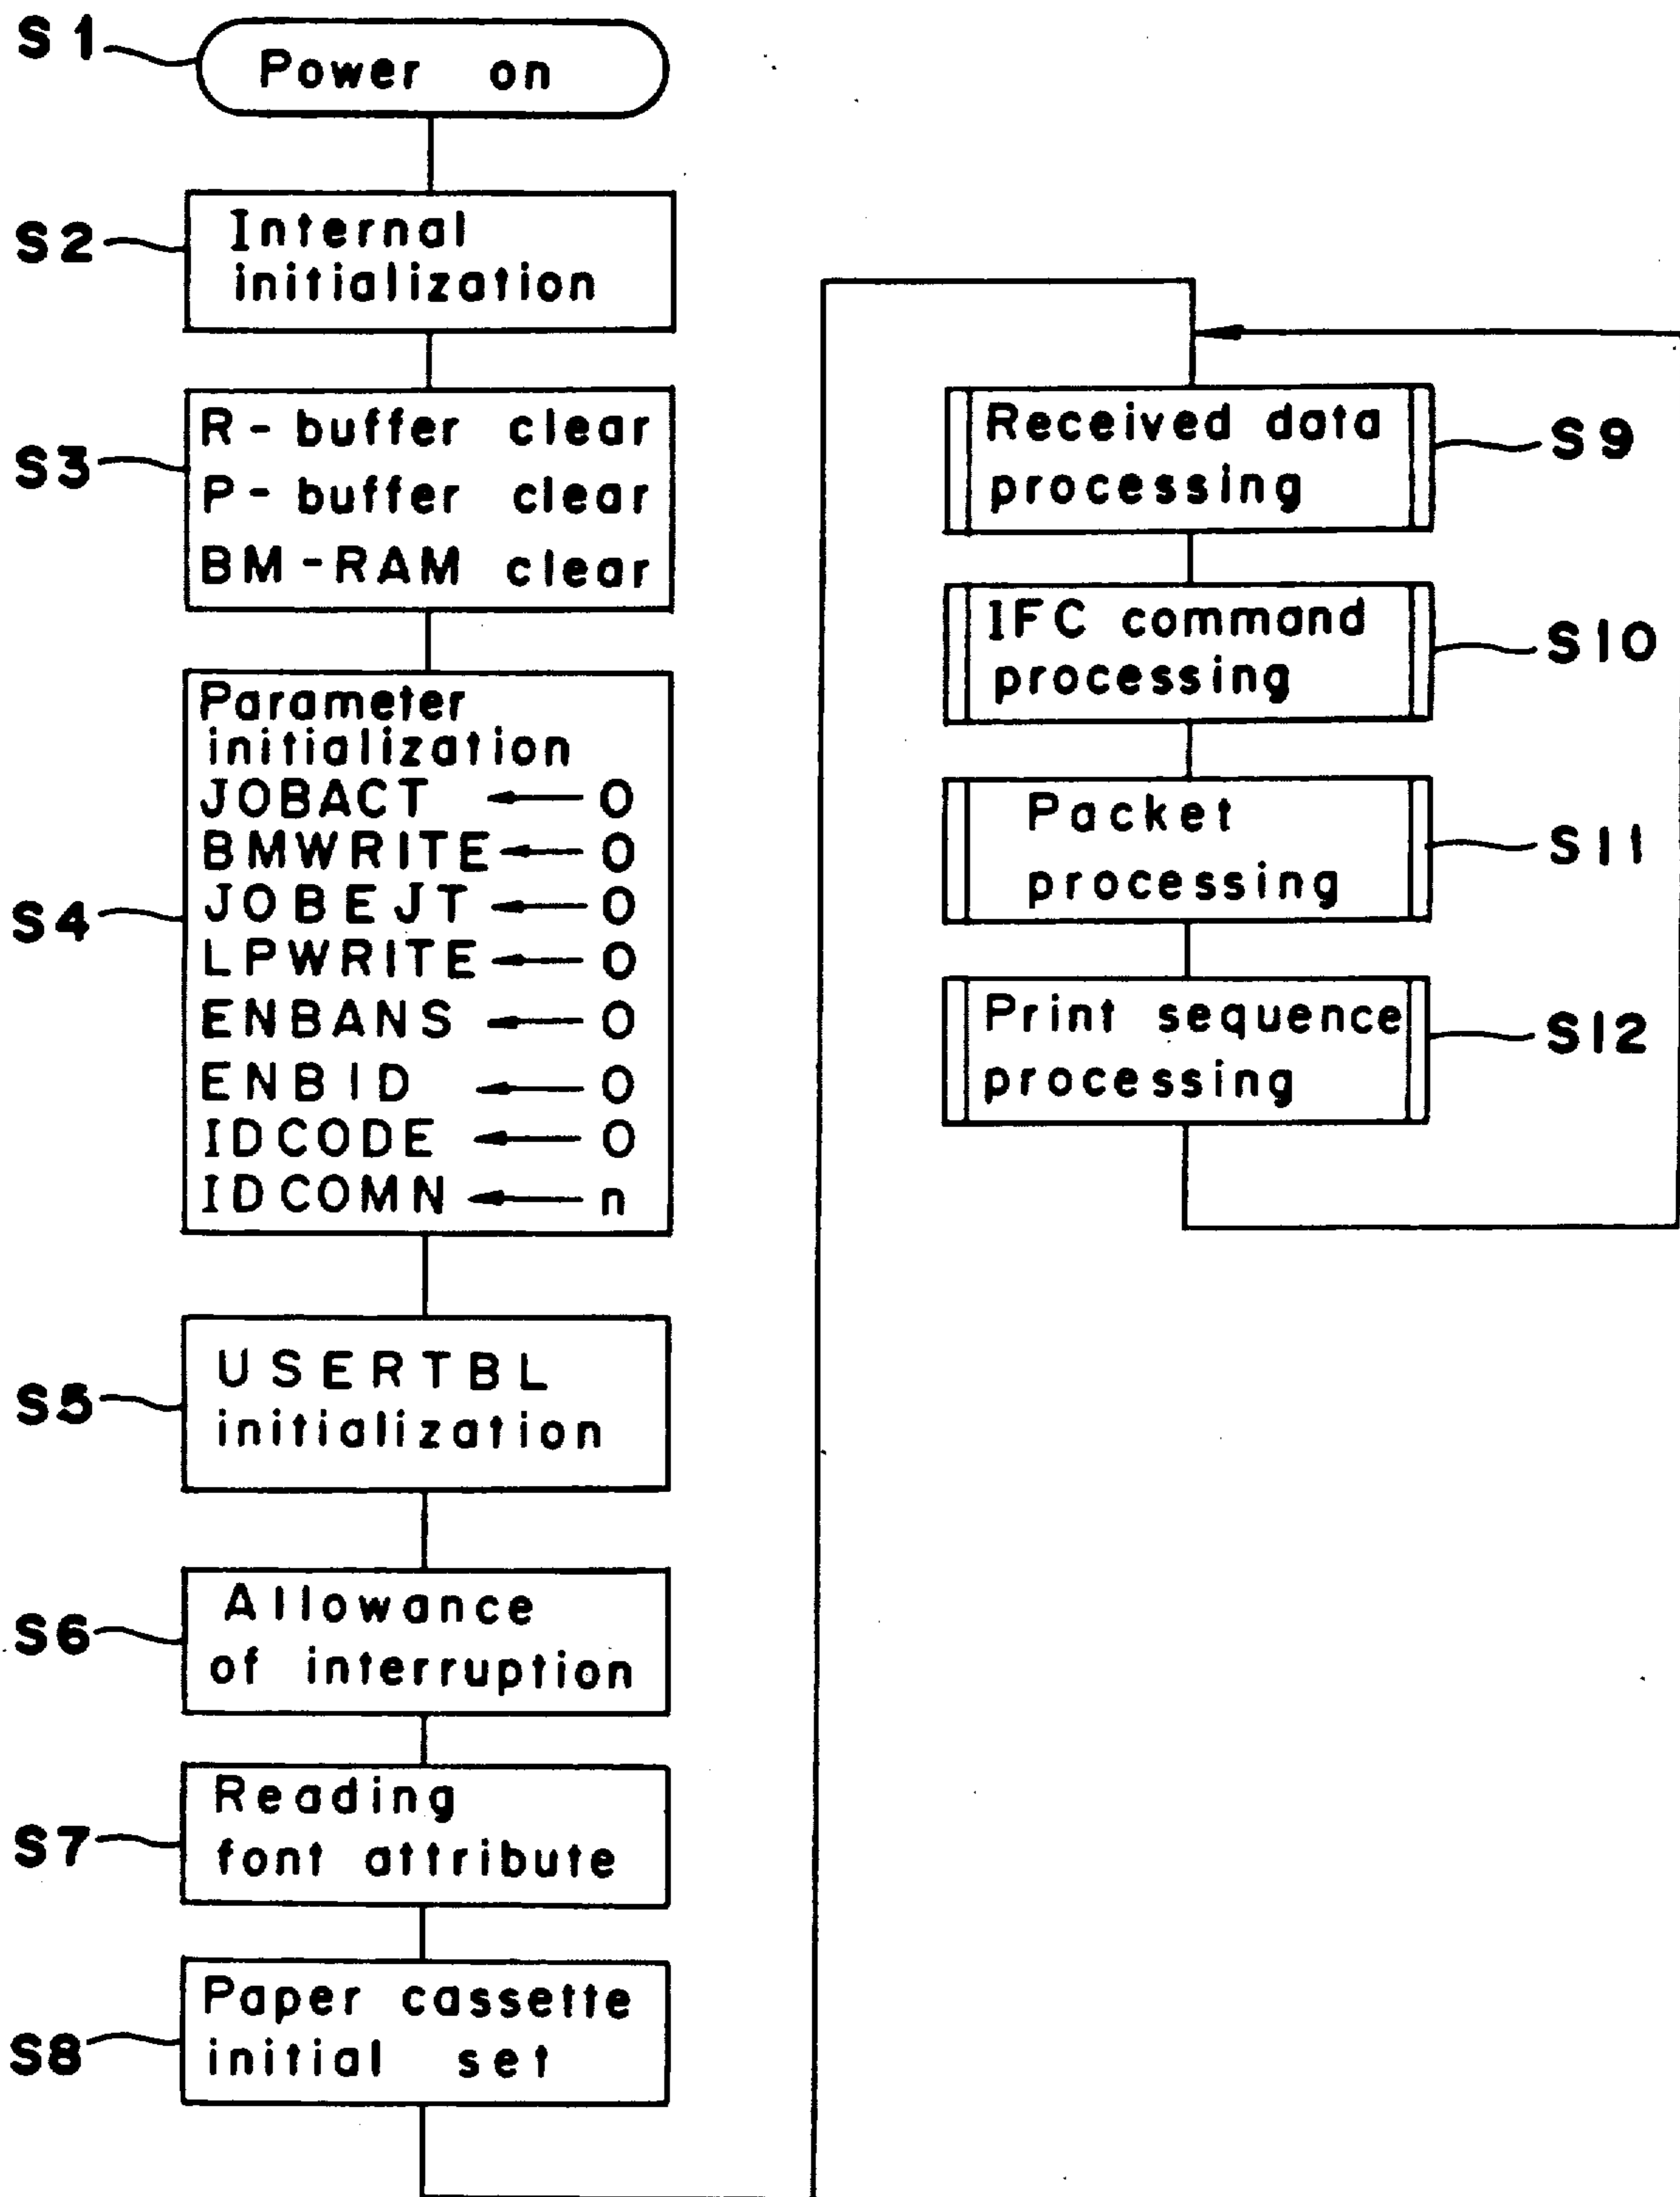 S1
Power on
S2
Internal
initialization
S3
R-buffer clear
P-buffer clear
BM-RAM clear
S4
Parameter
initialization
JOBACT ← 0
BMWRITE ← 0
JOBEJT ← 0
LPWRITE ← 0
ENBANS ← 0
ENBID ← 0
IDCODE ← 0
IDCOMN ← n
S5
USERTBL
initialization
S6
Allowance
of interruption
S7
Reading
font attribute
S8
Paper cassette
initial set
Received data
processing
S9
IFC command
processing
S10
Packet
processing
S11
Print sequence
processing
S12